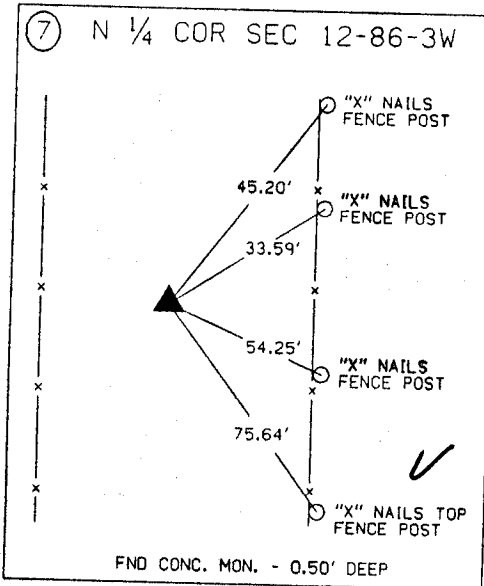 7 N 1/4 COR SEC 12-86-3W
"X" NAILS
FENCE POST
45.20'
"X" NAILS
FENCE POST
33.59'
54.25'
"X" NAILS
FENCE POST
75.64'
"X" NAILS TOP
FENCE POST
FND CONC. MON. - 0.50' DEEP